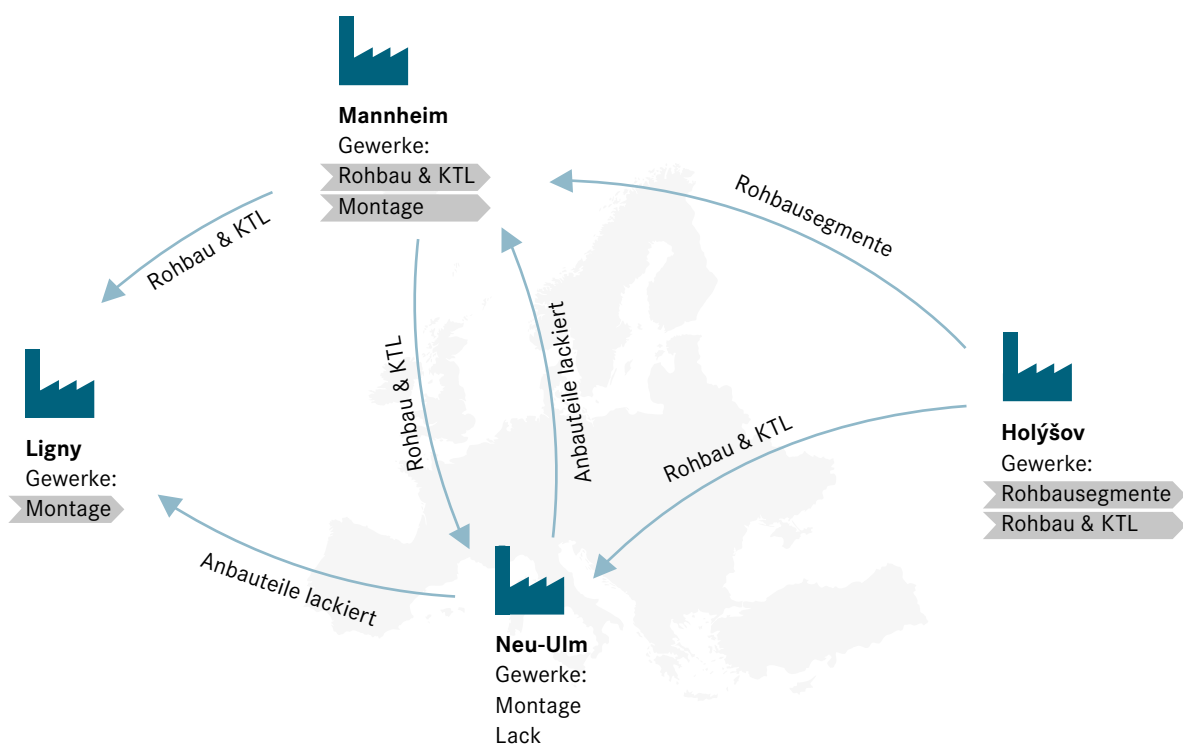 Mannheim
Gewerke:
Rohbau & KTL
Montage
Rohbausegmente
Rohbau & KTL
Rohbau & KTL
Anbauteile lackiert
Rohbau & KTL
Ligny
Gewerke:
Montage
Holýšov
Gewerke:
Rohbausegmente
Rohbau & KTL
Anbauteile lackiert
Neu-Ulm
Gewerke:
Montage
Lack